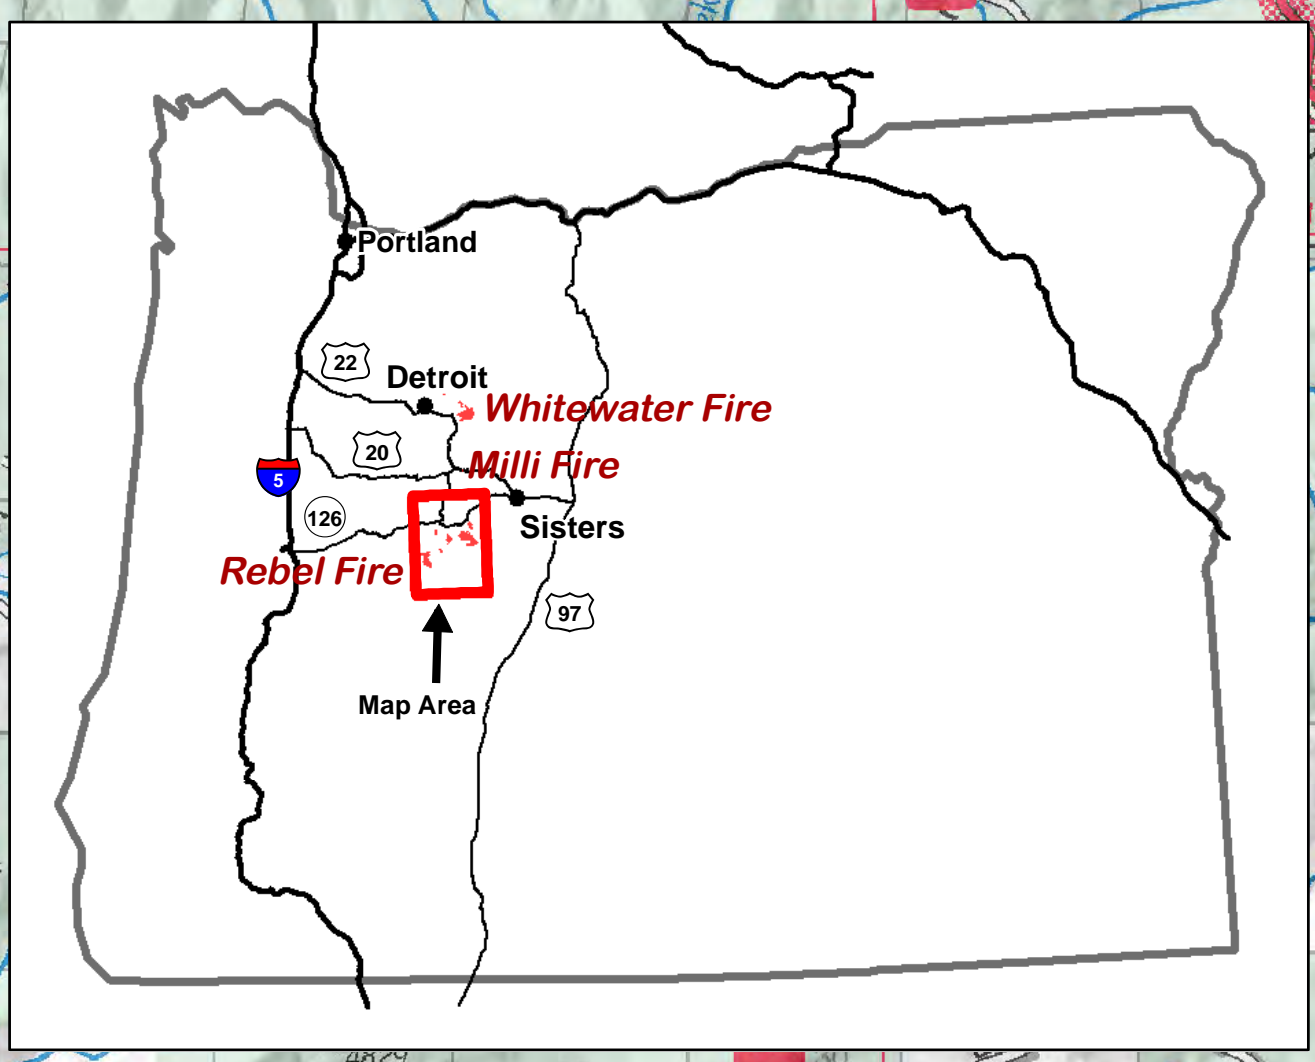 Portland
22
Detroit
Whitewater Fire
20
Milli Fire
5
126
Sisters
Rebel Fire
97
Map Area